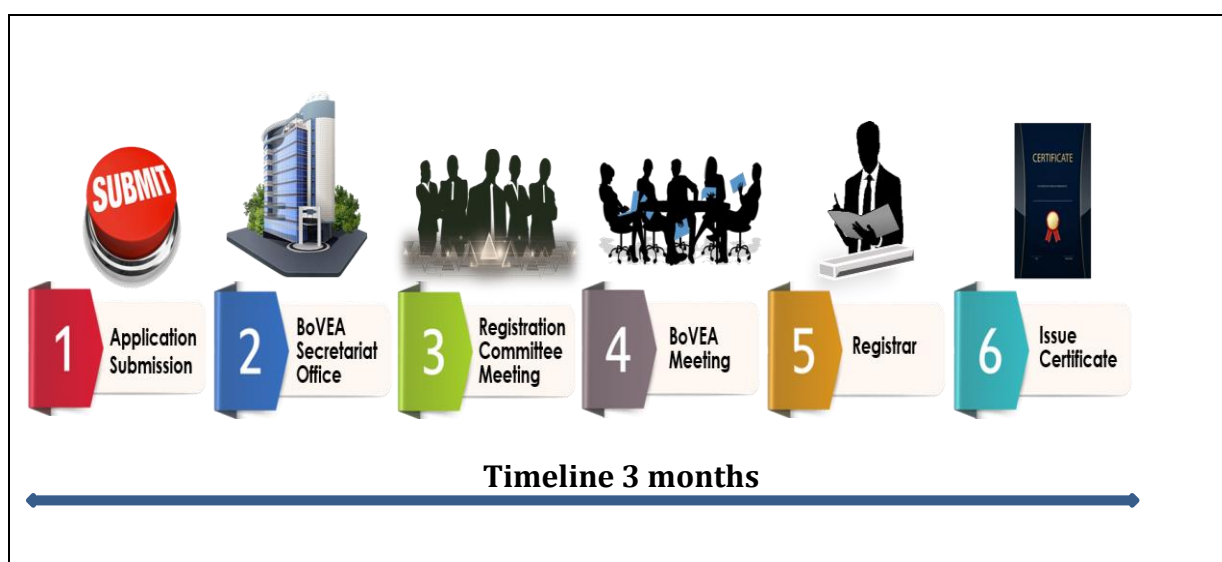 SUBMIT
CERTIFICATE
1
Application
Submission
2
BoVEA
Secretariat
Office
3
Registration
Committee
Meeting
4
BoVEA
Meeting
5
Registrar
6
Issue
Certificate
Timeline 3 months